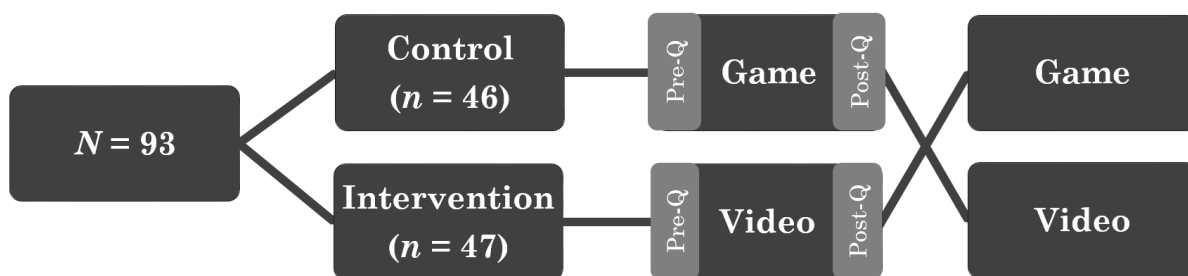 N = 93
Control
(n = 46)
Pre-Q
Game
Post-Q
Game
Intervention
(n = 47)
Pre-Q
Video
Post-Q
Video